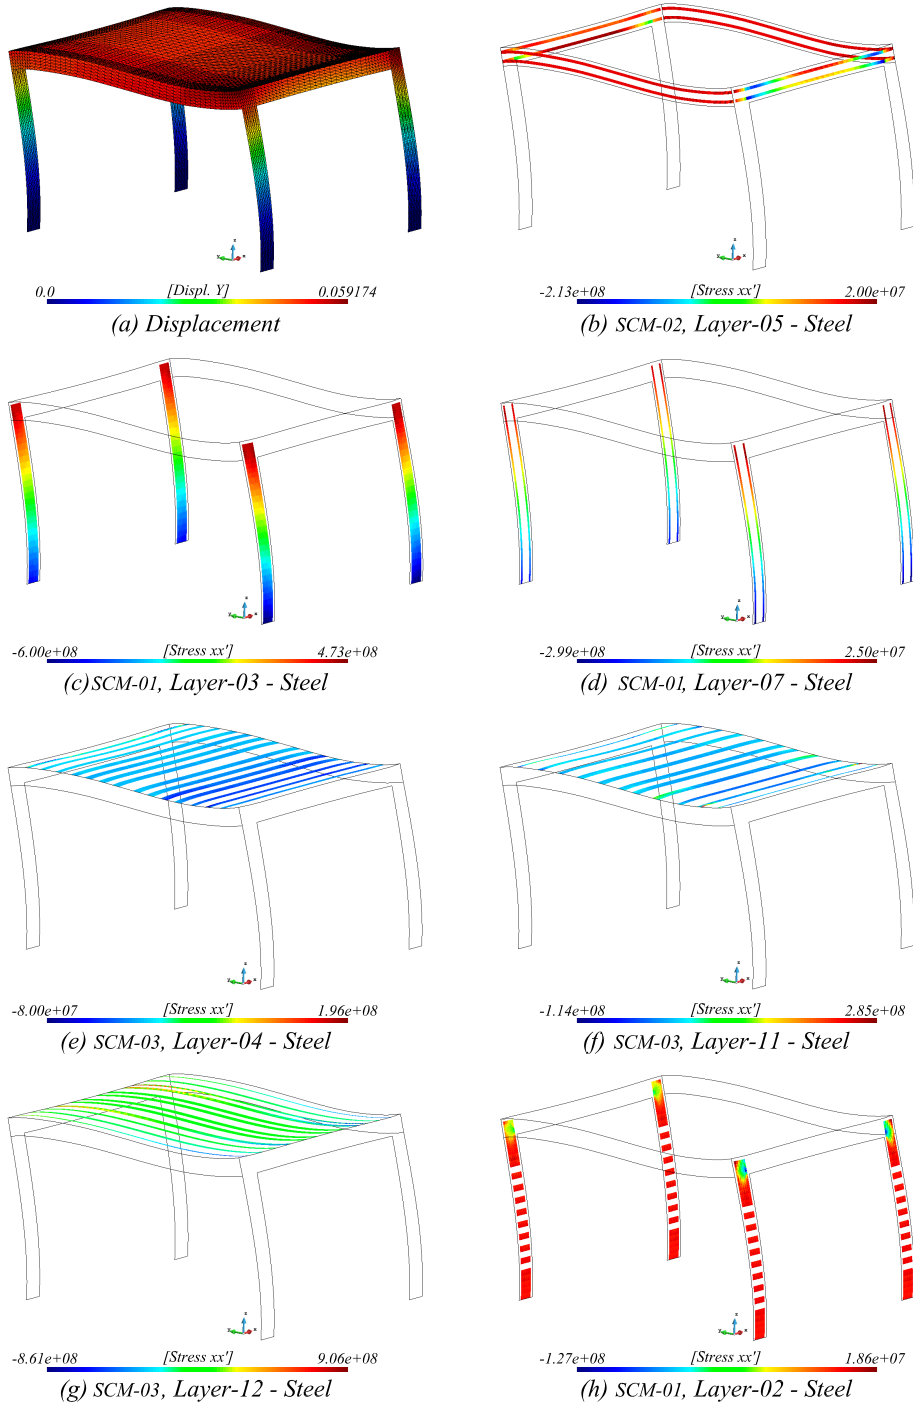 [Displ. Y]
0.0 0.059174
(a) Displacement
[Stress xx']
-2.13e+08 2.00e+07
(b) SCM-02, Layer-05 - Steel
[Stress xx']
-6.00e+08 4.73e+08
(c) SCM-01, Layer-03 - Steel
[Stress xx']
-2.99e+08 2.50e+07
(d) SCM-01, Layer-07 - Steel
[Stress xx']
-8.00e+07 1.96e+08
(e) SCM-03, Layer-04 - Steel
[Stress xx']
-1.14e+08 2.85e+08
(f) SCM-03, Layer-11 - Steel
[Stress xx']
-8.61e+08 9.06e+08
(g) SCM-03, Layer-12 - Steel
[Stress xx']
-1.27e+08 1.86e+07
(h) SCM-01, Layer-02 - Steel